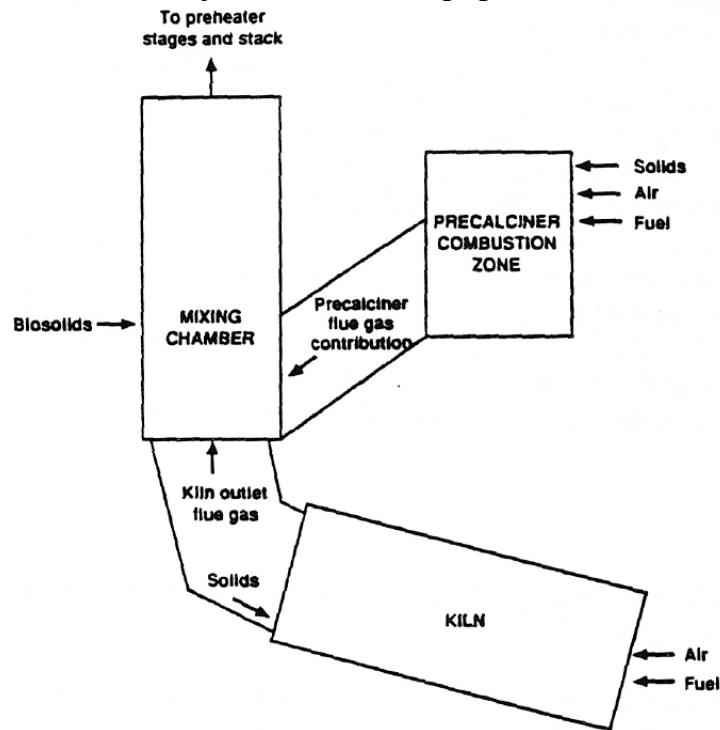 To preheater
stages and stack
Solids
Air
Fuel
PRECALCINER
COMBUSTION
ZONE
Biosolids
MIXING
CHAMBER
Precalciner
flue gas
contribution
Kiln outlet
flue gas
Solids
KILN
Air
Fuel